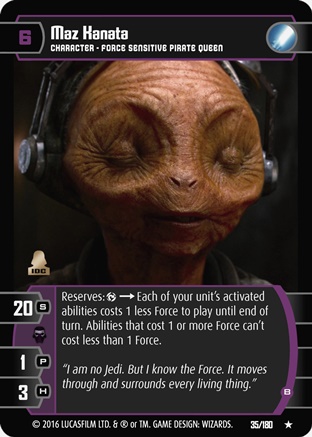 6 Maz Kanata
CHARACTER - FORCE SENSITIVE PIRATE QUEEN
IDC
20 S
1 P
3 H
Reserves: → Each of your unit's activated
abilities costs 1 less Force to play until end of
turn. Abilities that cost 1 or more Force can't
cost less than 1 Force.
"I am no Jedi. But I know the Force. It moves
through and surrounds every living thing."
B
© 2016 LUCASFILM LTD. & ® or TM. GAME DESIGN: WIZARDS. 35/180 ★